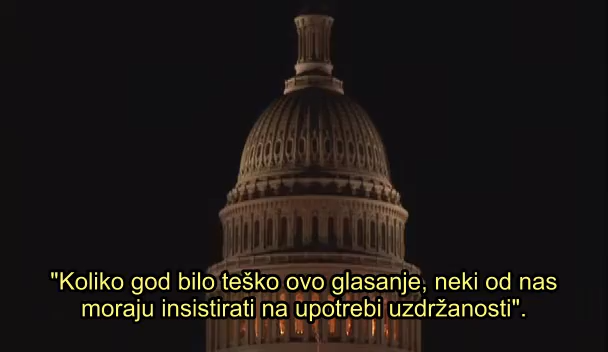 "Koliko god bilo teško ovo glasanje, neki od nas
moraju insistirati na upotrebi uzdržanosti".